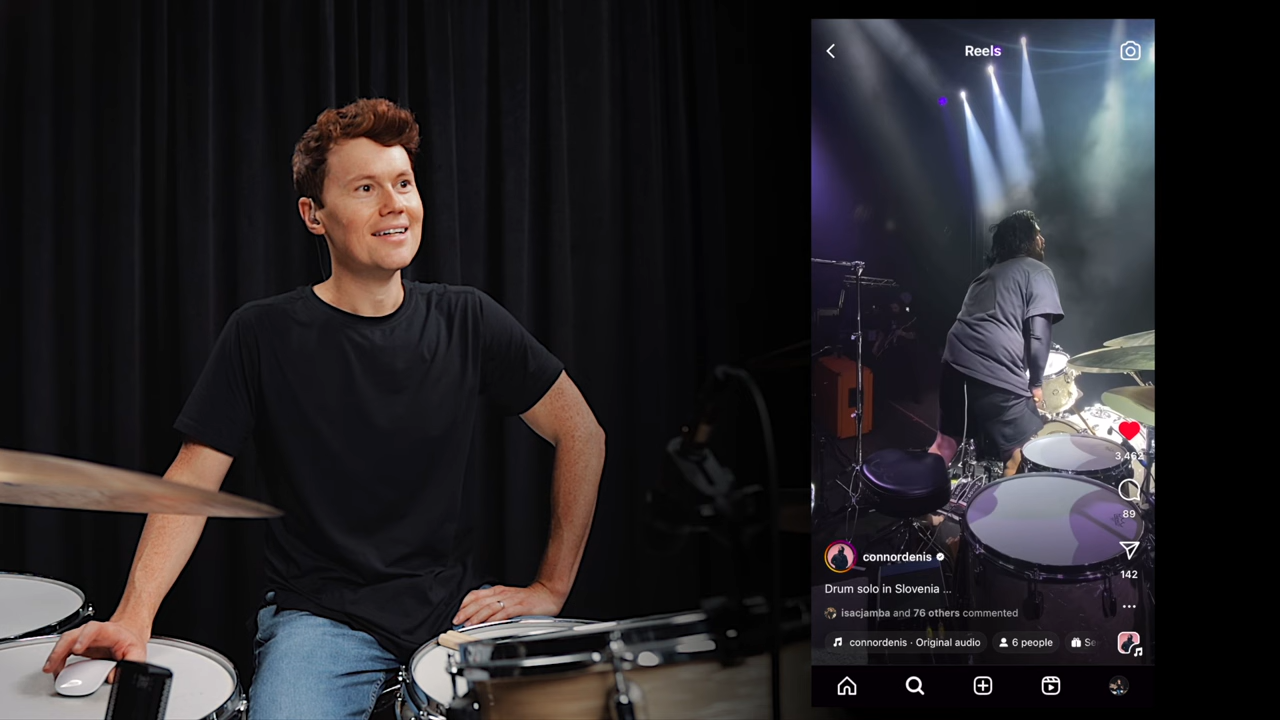 Reels
3,462
89
142
connordenis
Drum solo in Slovenia ...
isacjamba and 76 others commented
connordenis · Original audio
6 people
Se